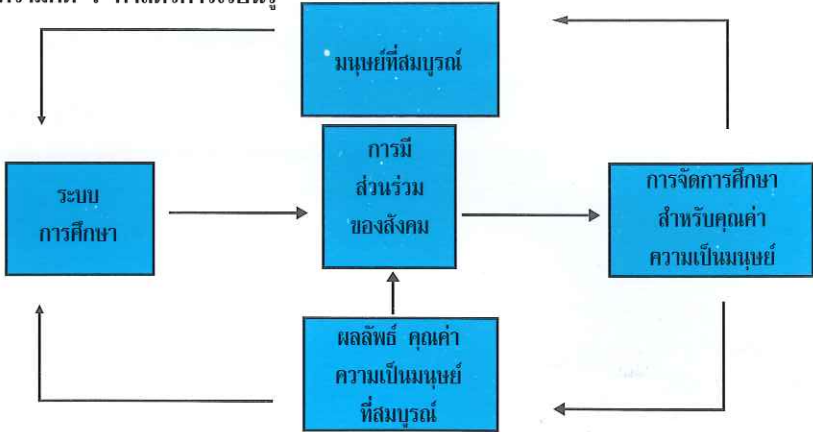 มนุษย์ที่สมบูรณ์
การมี
ส่วนร่วม
ของสังคม
ระบบ
การศึกษา
การจัดการศึกษา
สำหรับคุณค่า
ความเป็นมนุษย์
ผลลัพธ์ คุณค่า
ความเป็นมนุษย์
ที่สมบูรณ์